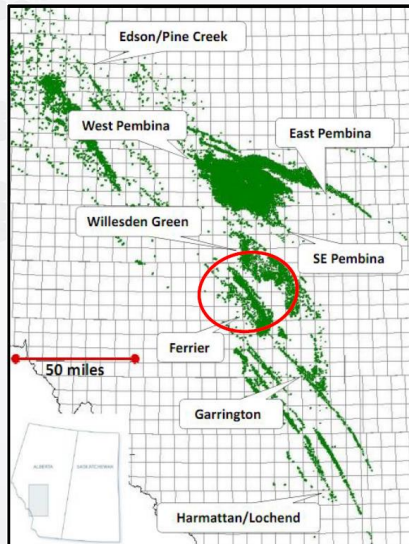 Edson/Pine Creek
West Pembina
East Pembina
Willesden Green
SE Pembina
Ferrier
50 miles
Garrington
ALBERTA
SASKATCHEWAN
Harmattan/Lochend